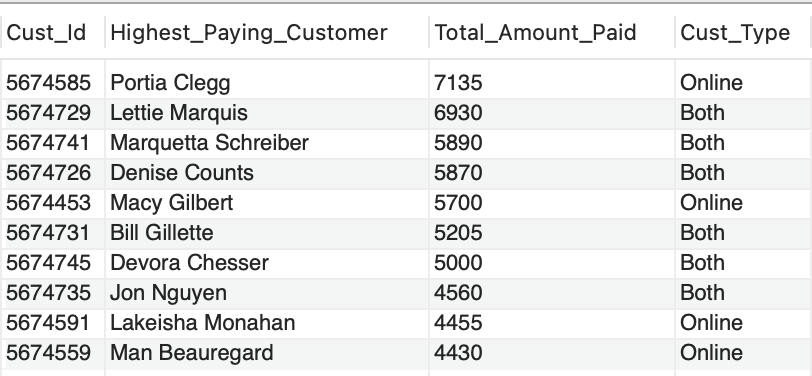 Cust_Id Highest_Paying_Customer Total_Amount_Paid Cust_Type
5674585 Portia Clegg 7135 Online
5674729 Lettie Marquis 6930 Both
5674741 Marquetta Schreiber 5890 Both
5674726 Denise Counts 5870 Both
5674453 Macy Gilbert 5700 Online
5674731 Bill Gillette 5205 Both
5674745 Devora Chesser 5000 Both
5674735 Jon Nguyen 4560 Both
5674591 Lakeisha Monahan 4455 Online
5674559 Man Beauregard 4430 Online